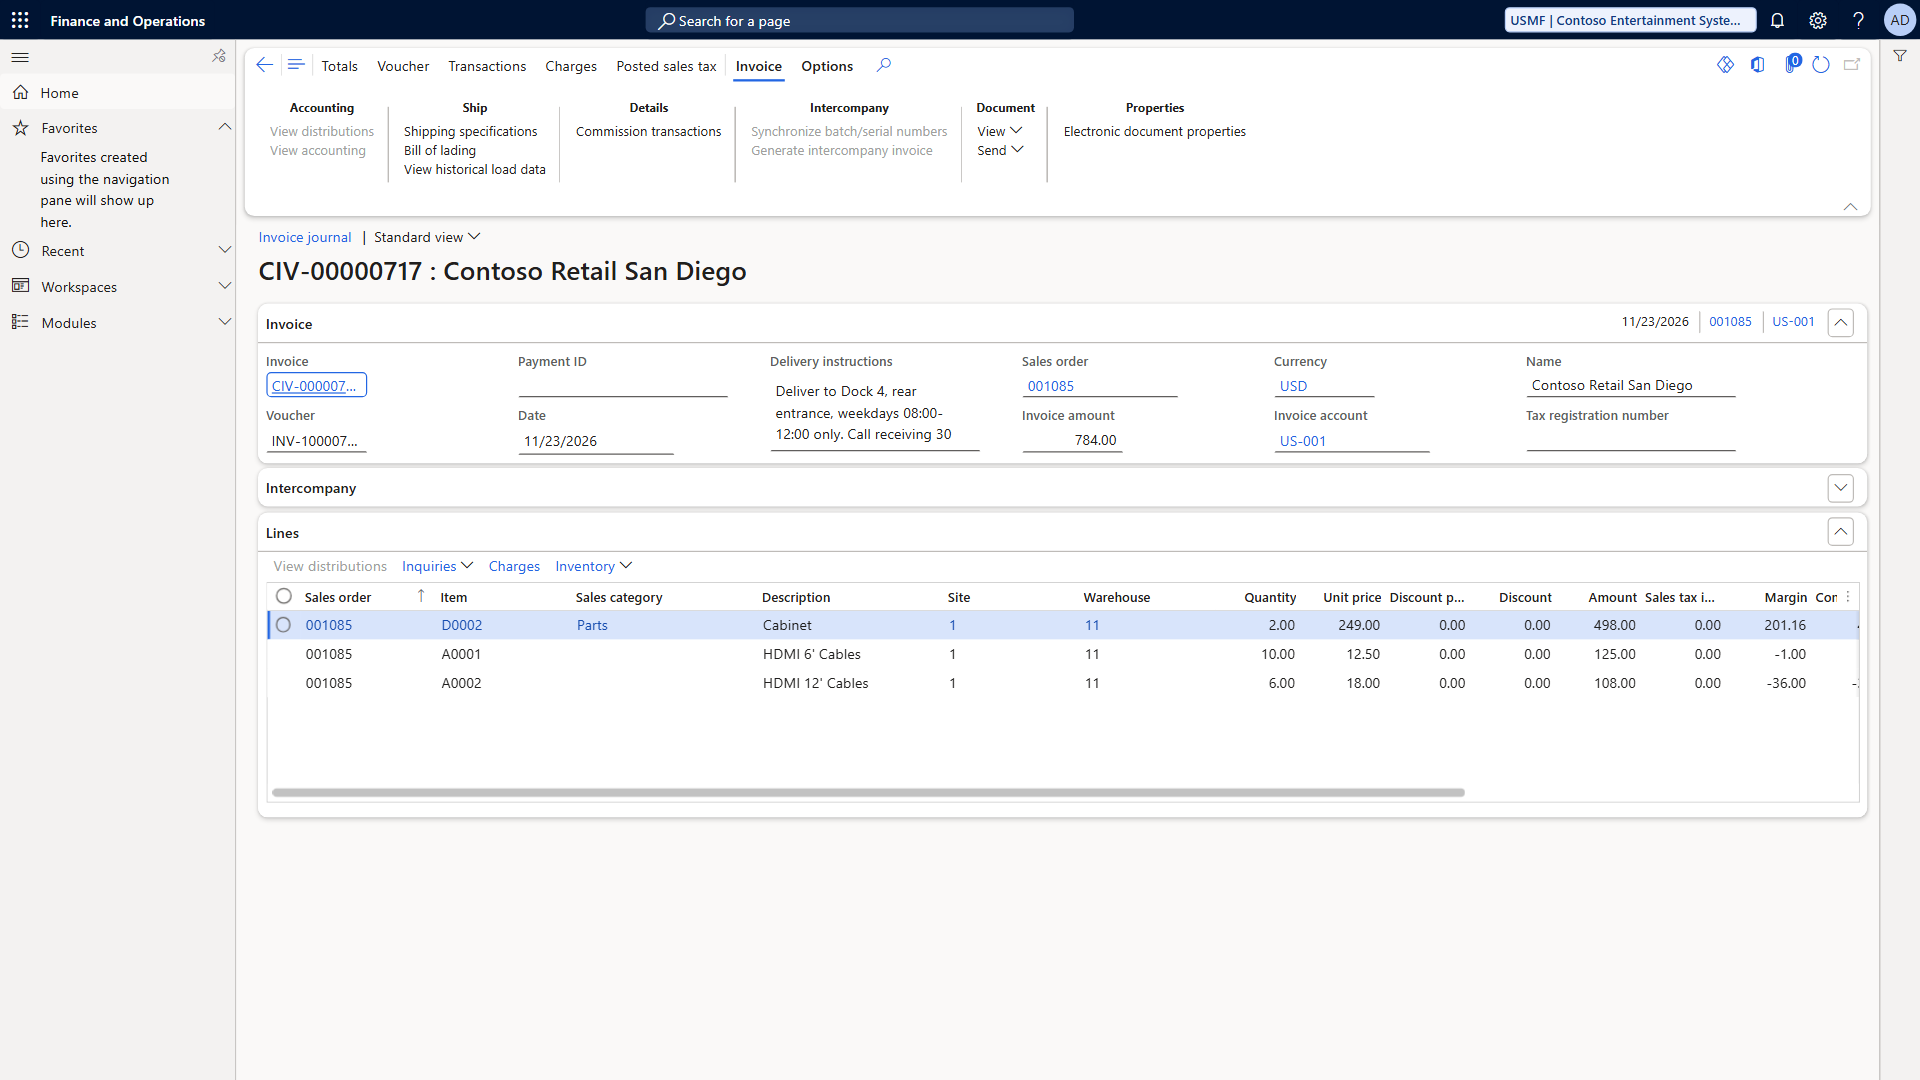 Finance and Operations
Search for a page
USMF | Contoso Entertainment Syste...
AD
Home
Favorites
Favorites created
using the navigation
pane will show up
here.
Recent
Workspaces
Modules
Totals Voucher Transactions Charges Posted sales tax Invoice Options
0
Accounting
View distributions
View accounting
Ship
Shipping specifications
Bill of lading
View historical load data
Details
Commission transactions
Intercompany
Synchronize batch/serial numbers
Generate intercompany invoice
Document
View
Send
Properties
Electronic document properties
Invoice journal | Standard view
CIV-00000717 : Contoso Retail San Diego
Invoice 11/23/2026 001085 US-001
Invoice
CIV-000007...
Voucher
INV-100007...
Payment ID
Date
11/23/2026
Delivery instructions
Deliver to Dock 4, rear
entrance, weekdays 08:00-
12:00 only. Call receiving 30
Sales order
001085
Invoice amount
784.00
Currency
USD
Invoice account
US-001
Name
Contoso Retail San Diego
Tax registration number
Intercompany
Lines
View distributions Inquiries Charges Inventory
Sales order Item Sales category Description Site Warehouse Quantity Unit price Discount p... Discount Amount Sales tax i... Margin Con
001085 D0002 Parts Cabinet 1 11 2.00 249.00 0.00 0.00 498.00 0.00 201.16
001085 A0001 HDMI 6' Cables 1 11 10.00 12.50 0.00 0.00 125.00 0.00 -1.00
001085 A0002 HDMI 12' Cables 1 11 6.00 18.00 0.00 0.00 108.00 0.00 -36.00